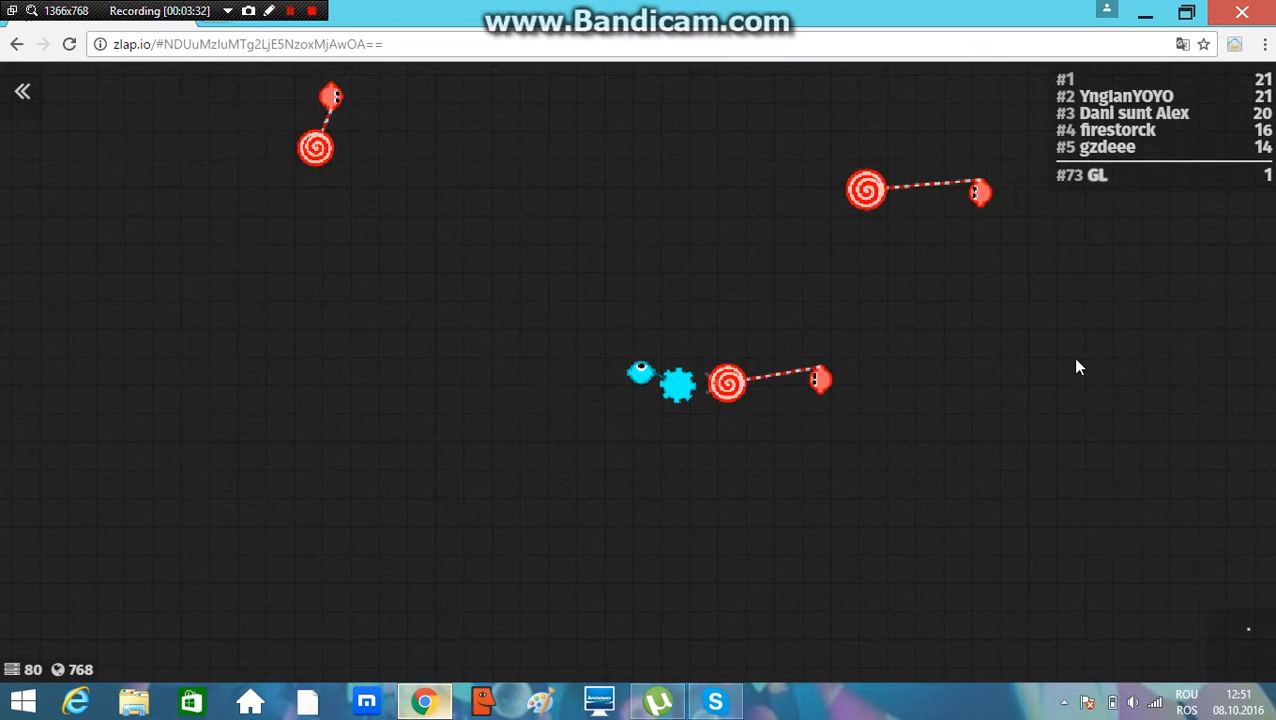 www.Bandicam.com
1366x768 Recording [00:03:32]
zlap.io/#NDUuMzIuMTg2LjE5NzoxMjAwOA==
#1 21
#2 YngIanYOYO 21
#3 Dani sunt Alex 20
#4 firestorck 16
#5 gzdeee 14
#73 GL 1
80 768
ROU 12:51
ROS 08.10.2016